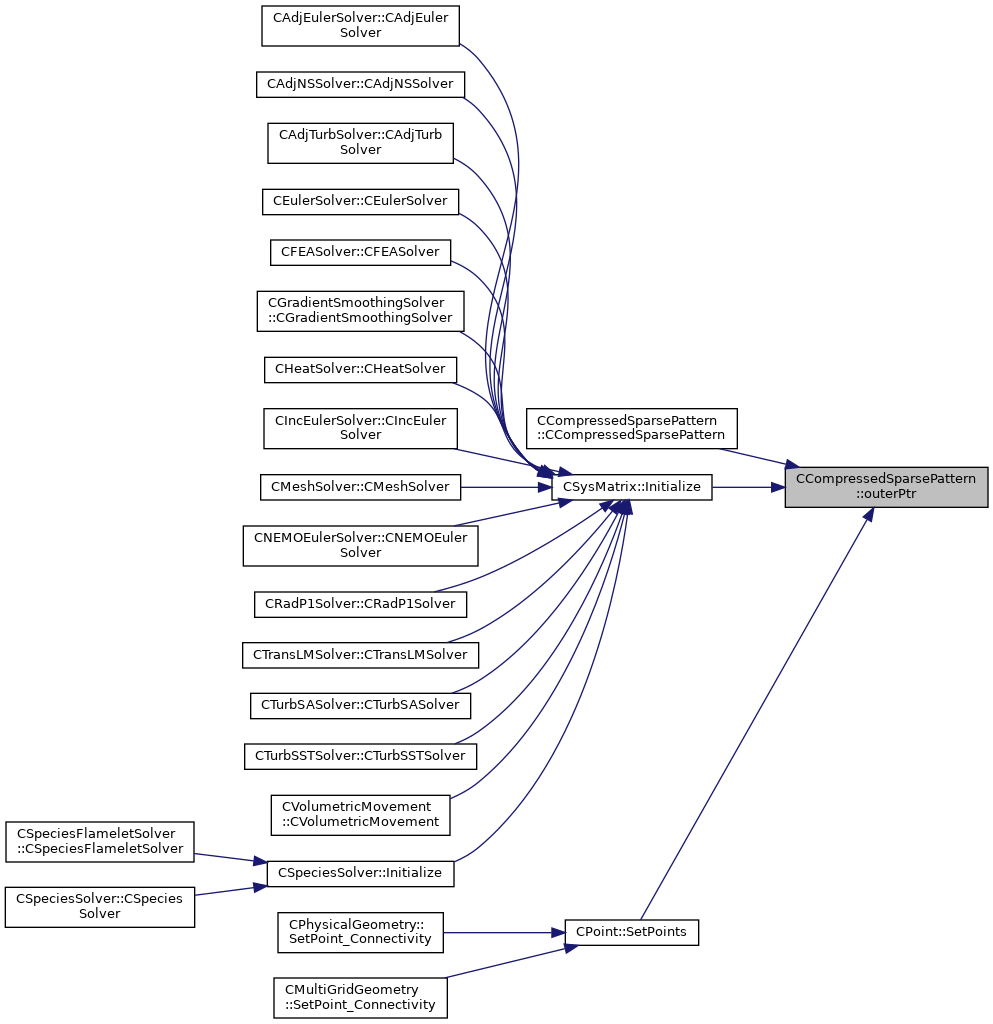 CAdjEulerSolver::CAdjEuler
Solver
CAdjNSSolver::CAdjNSSolver
CAdjTurbSolver::CAdjTurb
Solver
CEulerSolver::CEulerSolver
CFEASolver::CFEASolver
CGradientSmoothingSolver
::CGradientSmoothingSolver
CHeatSolver::CHeatSolver
CIncEulerSolver::CIncEuler
Solver
CMeshSolver::CMeshSolver
CNEMOEulerSolver::CNEMOEuler
Solver
CRadP1Solver::CRadP1Solver
CTransLMSolver::CTransLMSolver
CTurbSASolver::CTurbSASolver
CTurbSSTSolver::CTurbSSTSolver
CVolumetricMovement
::CVolumetricMovement
CSpeciesFlameletSolver
::CSpeciesFlameletSolver
CSpeciesSolver::CSpecies
Solver
CSpeciesSolver::Initialize
CPhysicalGeometry::
SetPoint_Connectivity
CMultiGridGeometry
::SetPoint_Connectivity
CCompressedSparsePattern
::CCompressedSparsePattern
CSysMatrix::Initialize
CPoint::SetPoints
CCompressedSparsePattern
::outerPtr